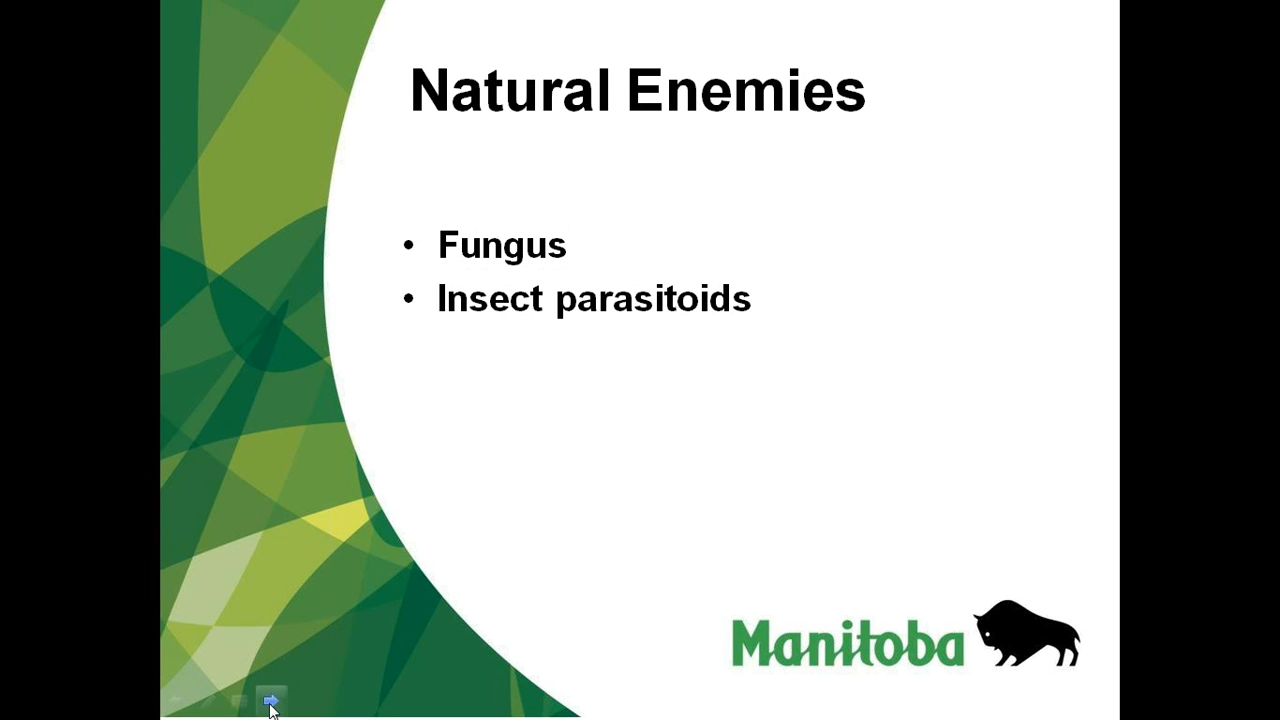 Natural Enemies
• Fungus
• Insect parasitoids
Manitoba